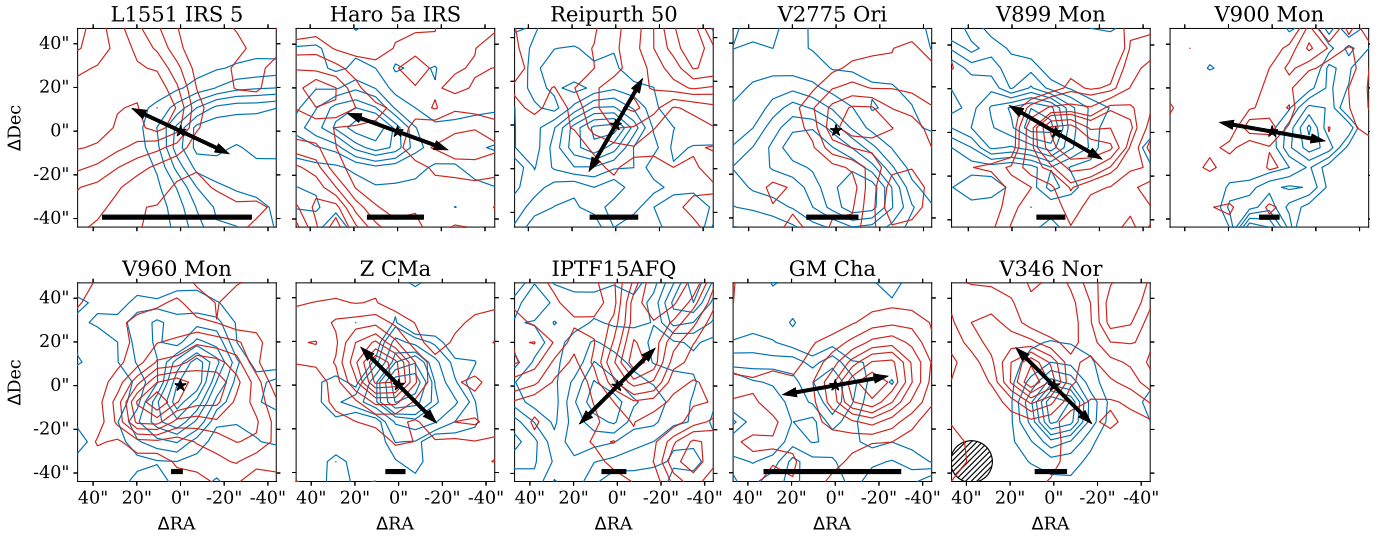 L1551 IRS 5 Haro 5a IRS Reipurth 50 V2775 Ori V899 Mon V900 Mon
40"
20"
0"
-20"
-40"
ΔDec
V960 Mon Z CMa IPTF15AFQ GM Cha V346 Nor
40"
20"
0"
-20"
-40"
ΔDec
40" 20" 0" -20" -40" 20" 0" -20" -40" 20" 0" -20" -40" 20" 0" -20" -40" 40" 20" 0" -20" -40"
ΔRA ΔRA ΔRA ΔRA ΔRA